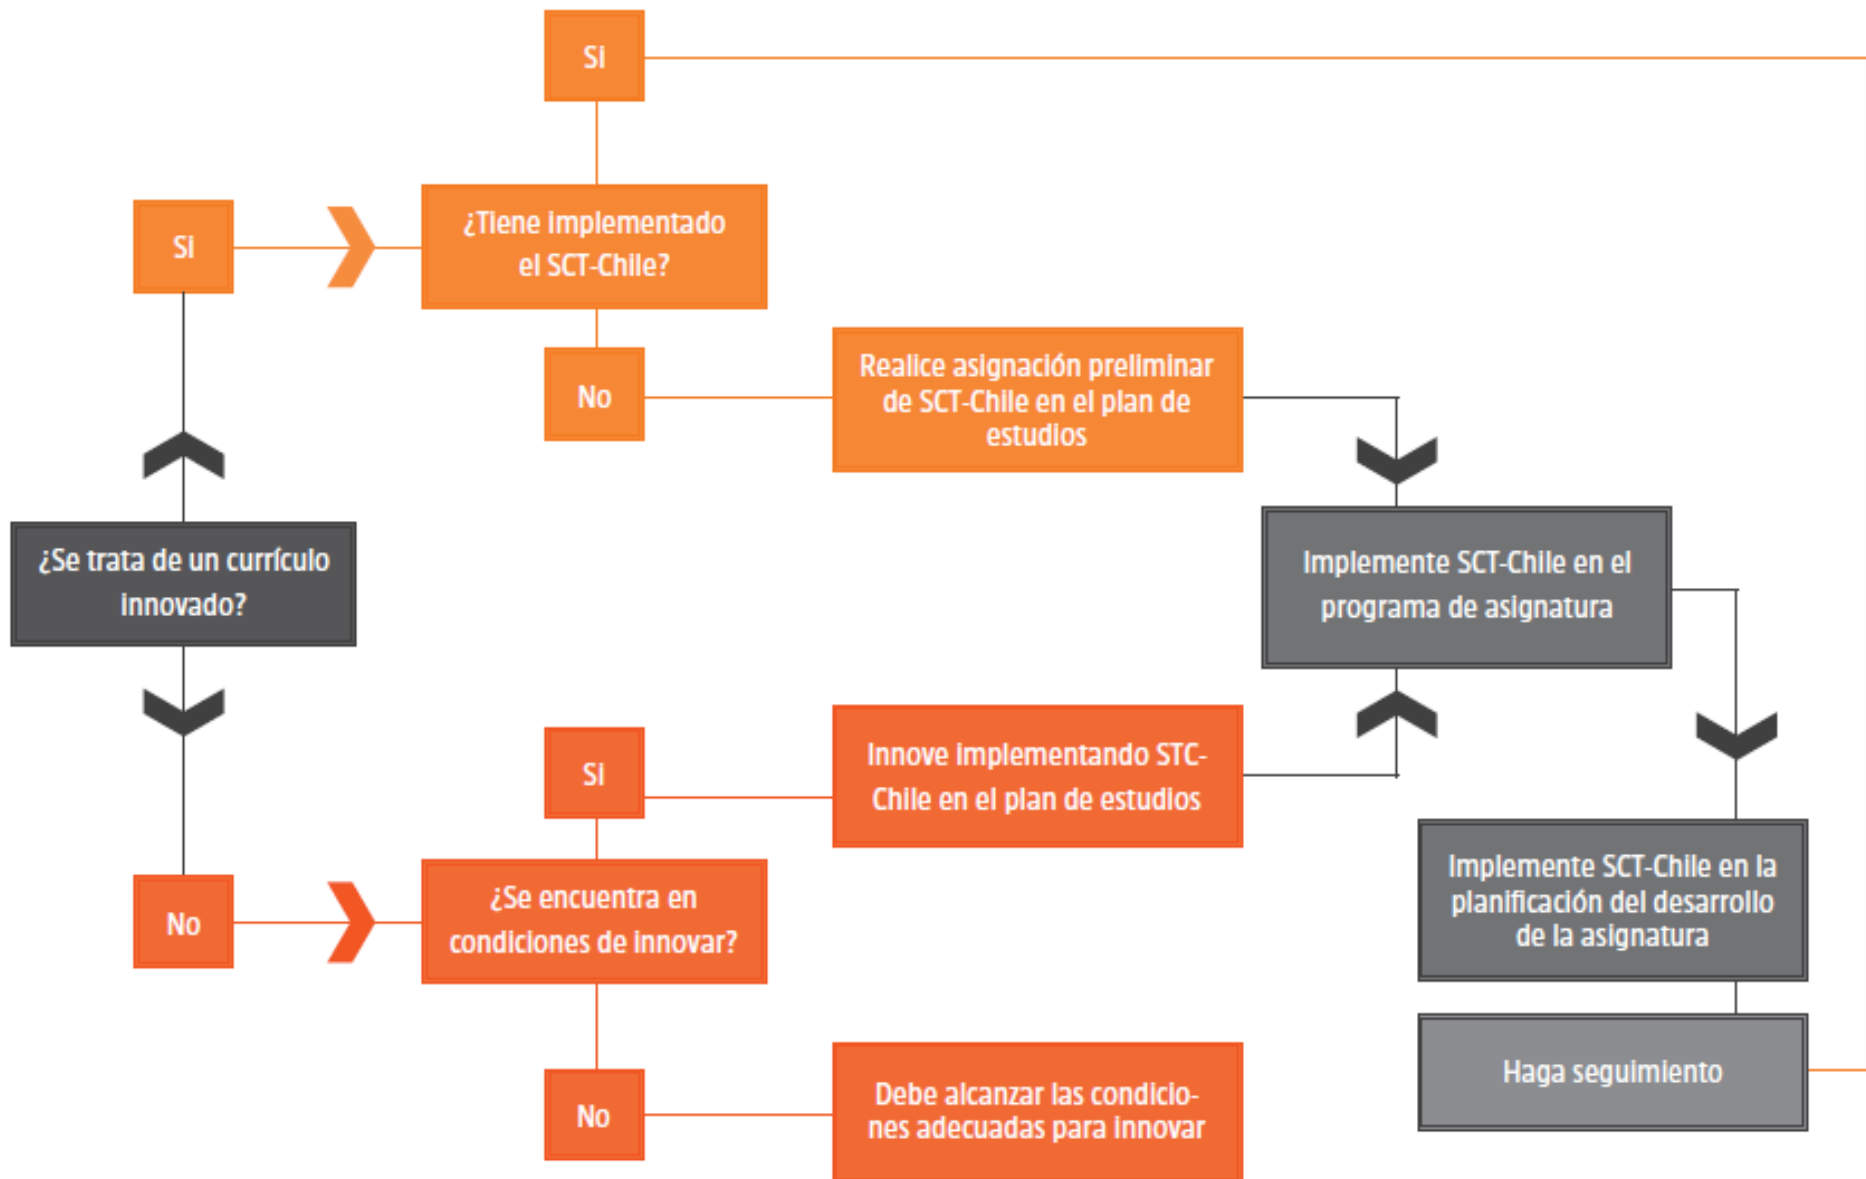 Si
Si
¿Tiene implementado
el SCT-Chile?
No
Realice asignación preliminar
de SCT-Chile en el plan de
estudios
¿Se trata de un currículo
innovado?
Implemente SCT-Chile en el
programa de asignatura
Si
Innove implementando STC-
Chile en el plan de estudios
No
¿Se encuentra en
condiciones de innovar?
Implemente SCT-Chile en la
planificación del desarrollo
de la asignatura
No
Debe alcanzar las condicio-
nes adecuadas para innovar
Haga seguimiento